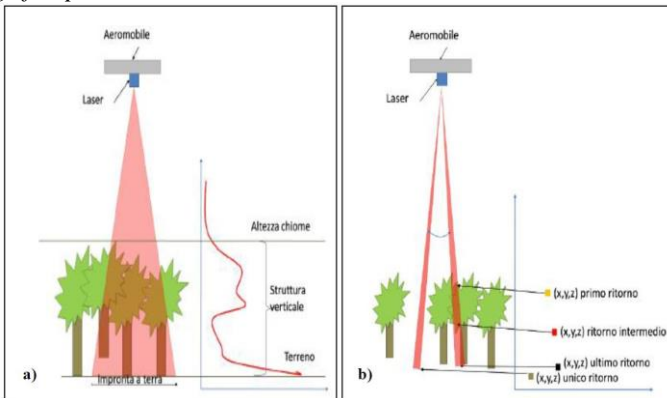 Aeromobile
Laser
Altezza chiome
Struttura
verticale
Terreno
a)
Impronta a terra
Aeromobile
Laser
(x,y,z) primo ritorno
(x,y,z) ritorno intermedio
(x,y,z) ultimo ritorno
(x,y,z) unico ritorno
b)